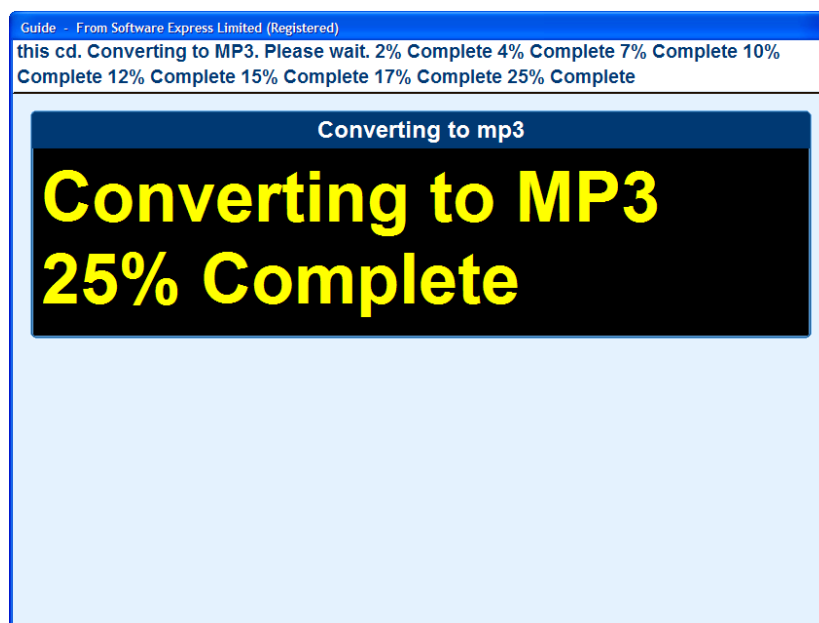 Guide - From Software Express Limited (Registered)
this cd. Converting to MP3. Please wait. 2% Complete 4% Complete 7% Complete 10%
Complete 12% Complete 15% Complete 17% Complete 25% Complete
Converting to mp3
Converting to MP3
25% Complete